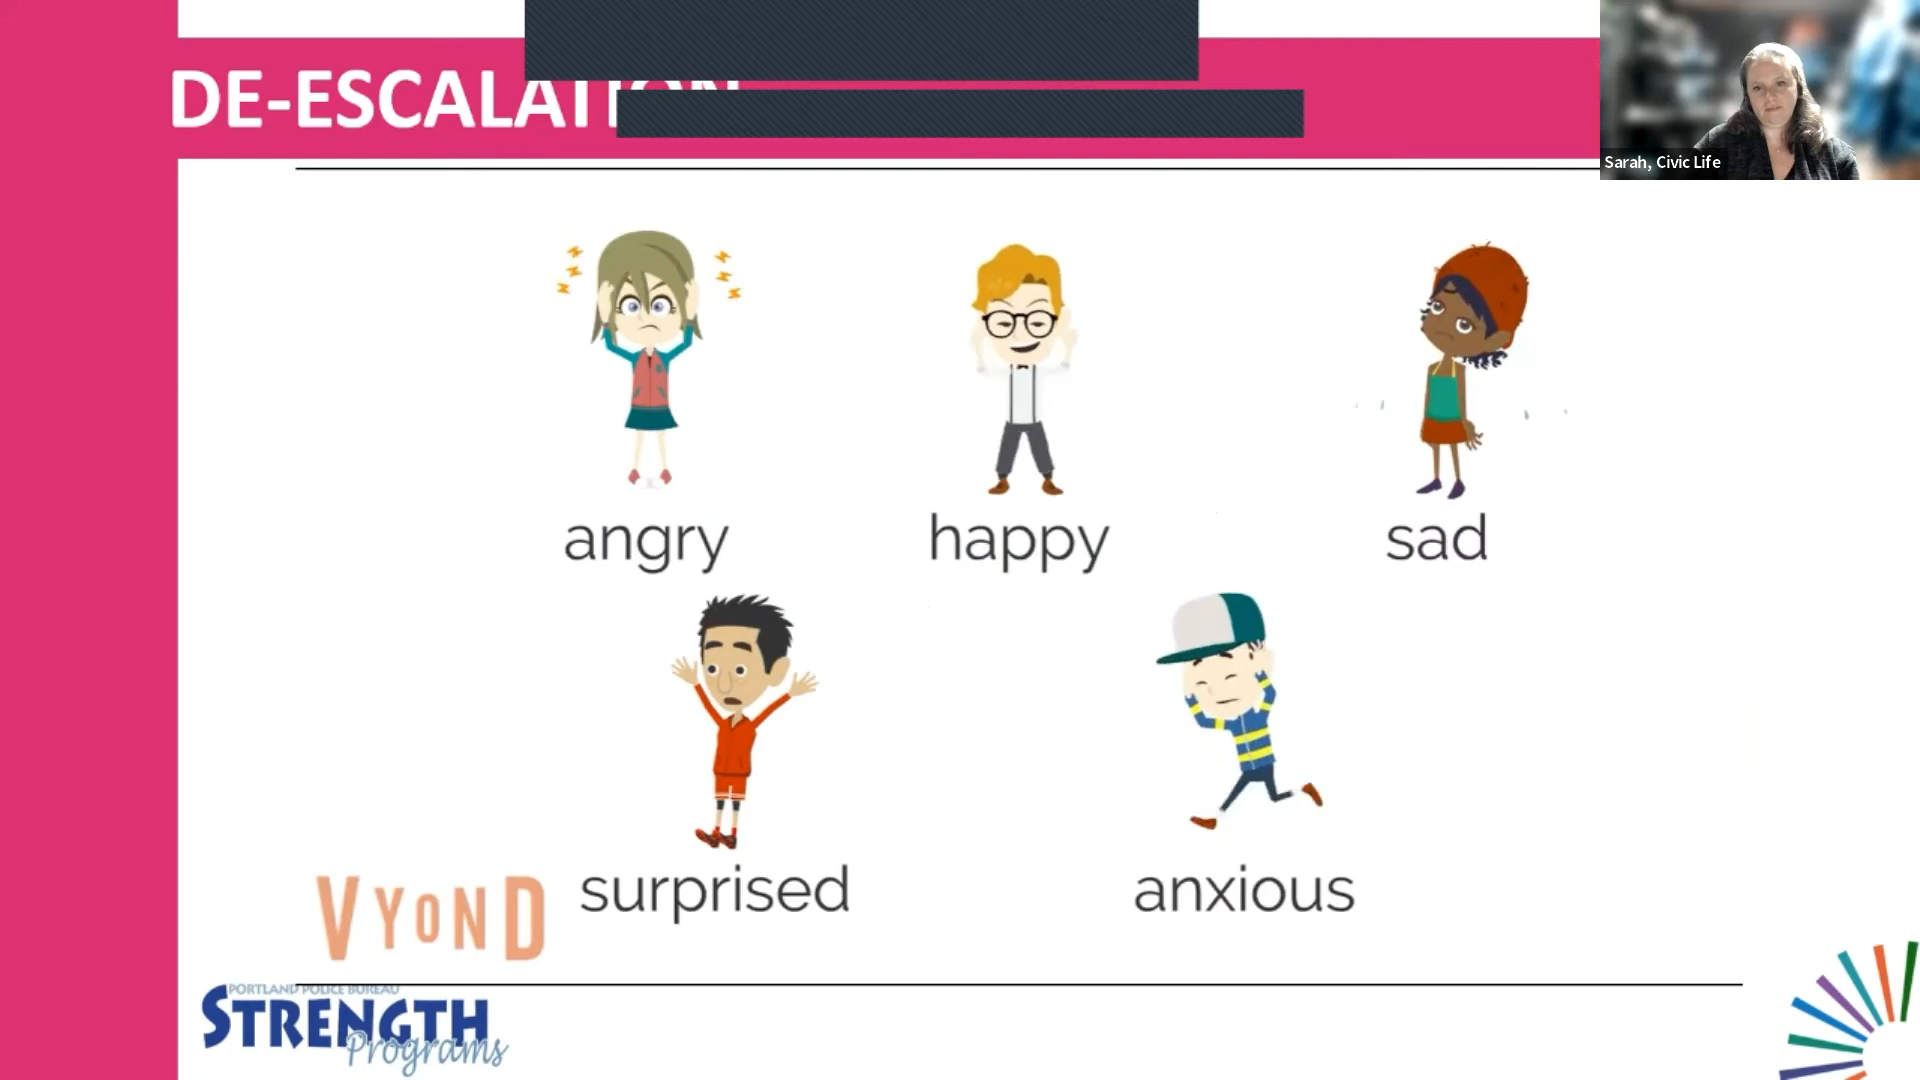 DE-ESCALATION
Sarah, Civic Life
angry
happy
sad
surprised
anxious
VYOND
PORTLAND POLICE BUREAU
STRENGTH
Programs